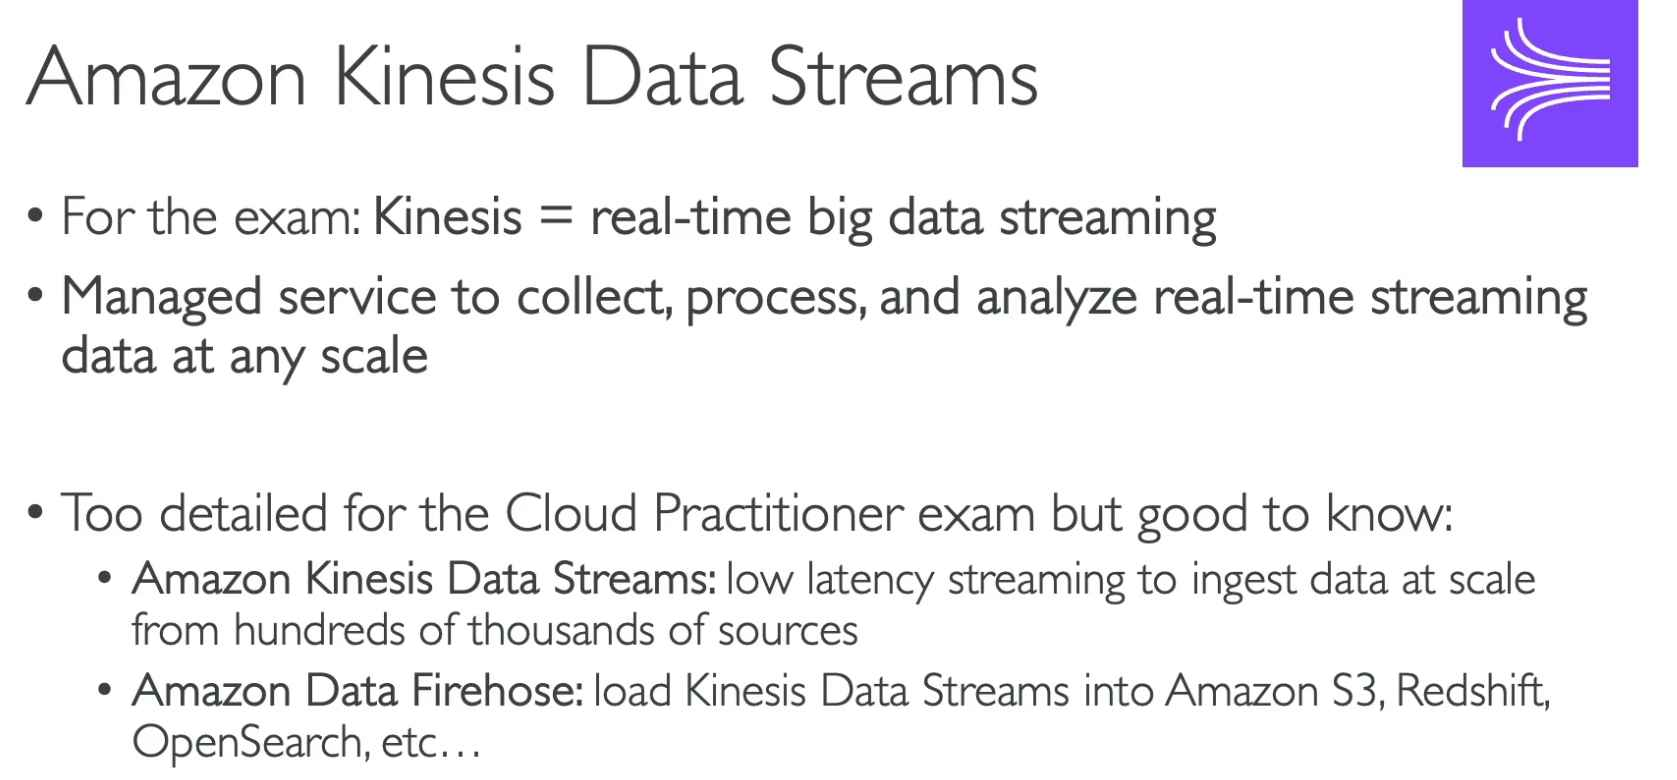 Amazon Kinesis Data Streams
• For the exam: Kinesis = real-time big data streaming
• Managed service to collect, process, and analyze real-time streaming
data at any scale
• Too detailed for the Cloud Practitioner exam but good to know:
• Amazon Kinesis Data Streams: low latency streaming to ingest data at scale
from hundreds of thousands of sources
• Amazon Data Firehose: load Kinesis Data Streams into Amazon S3, Redshift,
OpenSearch, etc…